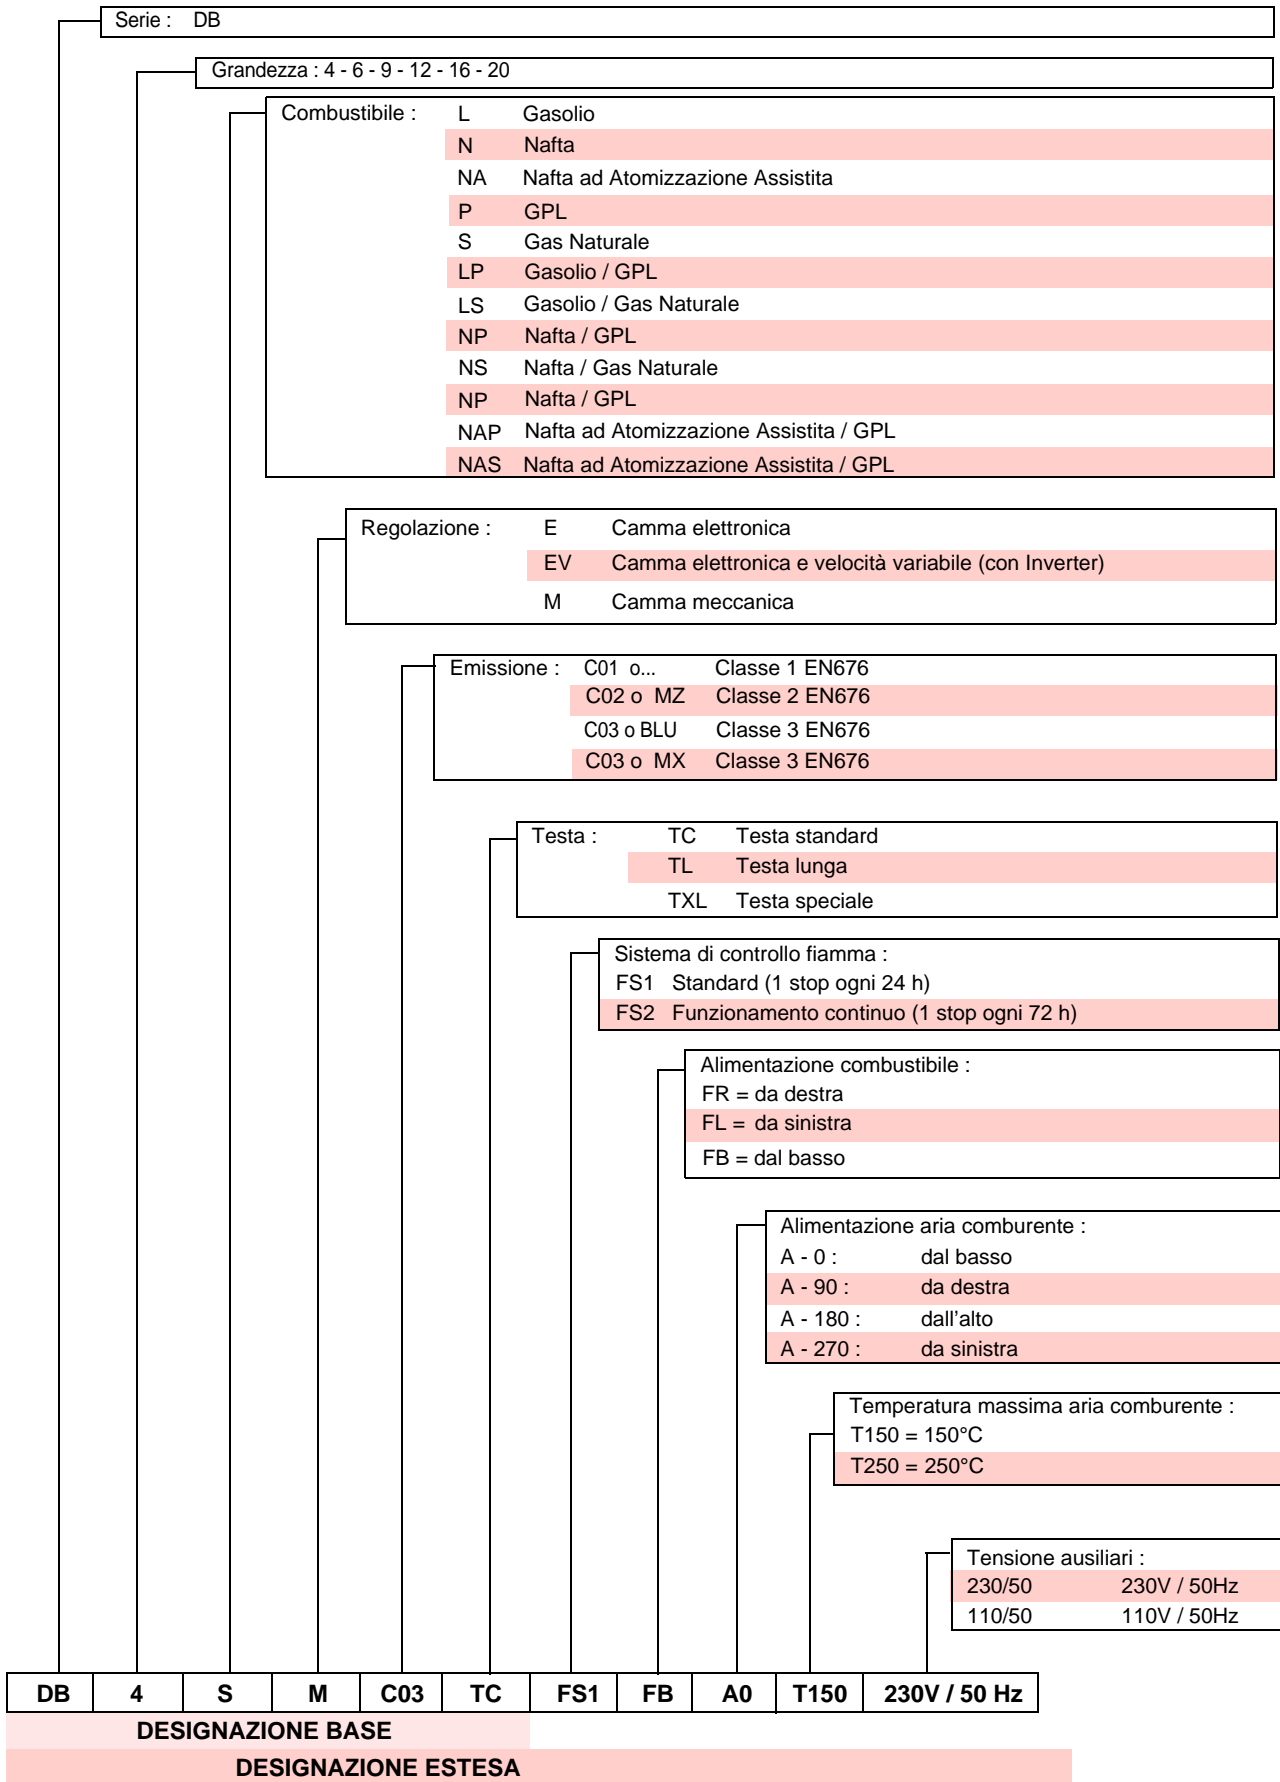 Serie : DB
Grandezza : 4 - 6 - 9 - 12 - 16 - 20
Combustibile : L Gasolio
N Nafta
NA Nafta ad Atomizzazione Assistita
P GPL
S Gas Naturale
LP Gasolio / GPL
LS Gasolio / Gas Naturale
NP Nafta / GPL
NS Nafta / Gas Naturale
NP Nafta / GPL
NAP Nafta ad Atomizzazione Assistita / GPL
NAS Nafta ad Atomizzazione Assistita / GPL
Regolazione : E Camma elettronica
EV Camma elettronica e velocità variabile (con Inverter)
M Camma meccanica
Emissione : C01 o... Classe 1 EN676
C02 o MZ Classe 2 EN676
C03 o BLU Classe 3 EN676
C03 o MX Classe 3 EN676
Testa : TC Testa standard
TL Testa lunga
TXL Testa speciale
Sistema di controllo fiamma :
FS1 Standard (1 stop ogni 24 h)
FS2 Funzionamento continuo (1 stop ogni 72 h)
Alimentazione combustibile :
FR = da destra
FL = da sinistra
FB = dal basso
Alimentazione aria comburente :
A - 0 : dal basso
A - 90 : da destra
A - 180 : dall'alto
A - 270 : da sinistra
Temperatura massima aria comburente :
T150 = 150°C
T250 = 250°C
Tensione ausiliari :
230/50 230V / 50Hz
110/50 110V / 50Hz
DB 4 S M C03 TC FS1 FB A0 T150 230V / 50 Hz
DESIGNAZIONE BASE
DESIGNAZIONE ESTESA